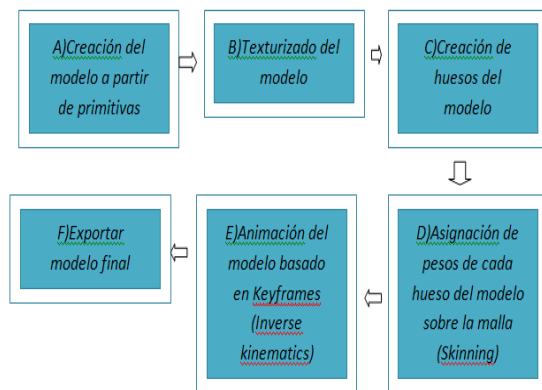 A)Creación del
modelo a partir
de primitivas
B)Texturizado del
modelo
C)Creación de
huesos del
modelo
D)Asignación de
pesos de cada
hueso del modelo
sobre la malla
(Skinning)
E)Animación del
modelo basado
en Keyframes
(Inverse
kinematics)
F)Exportar
modelo final